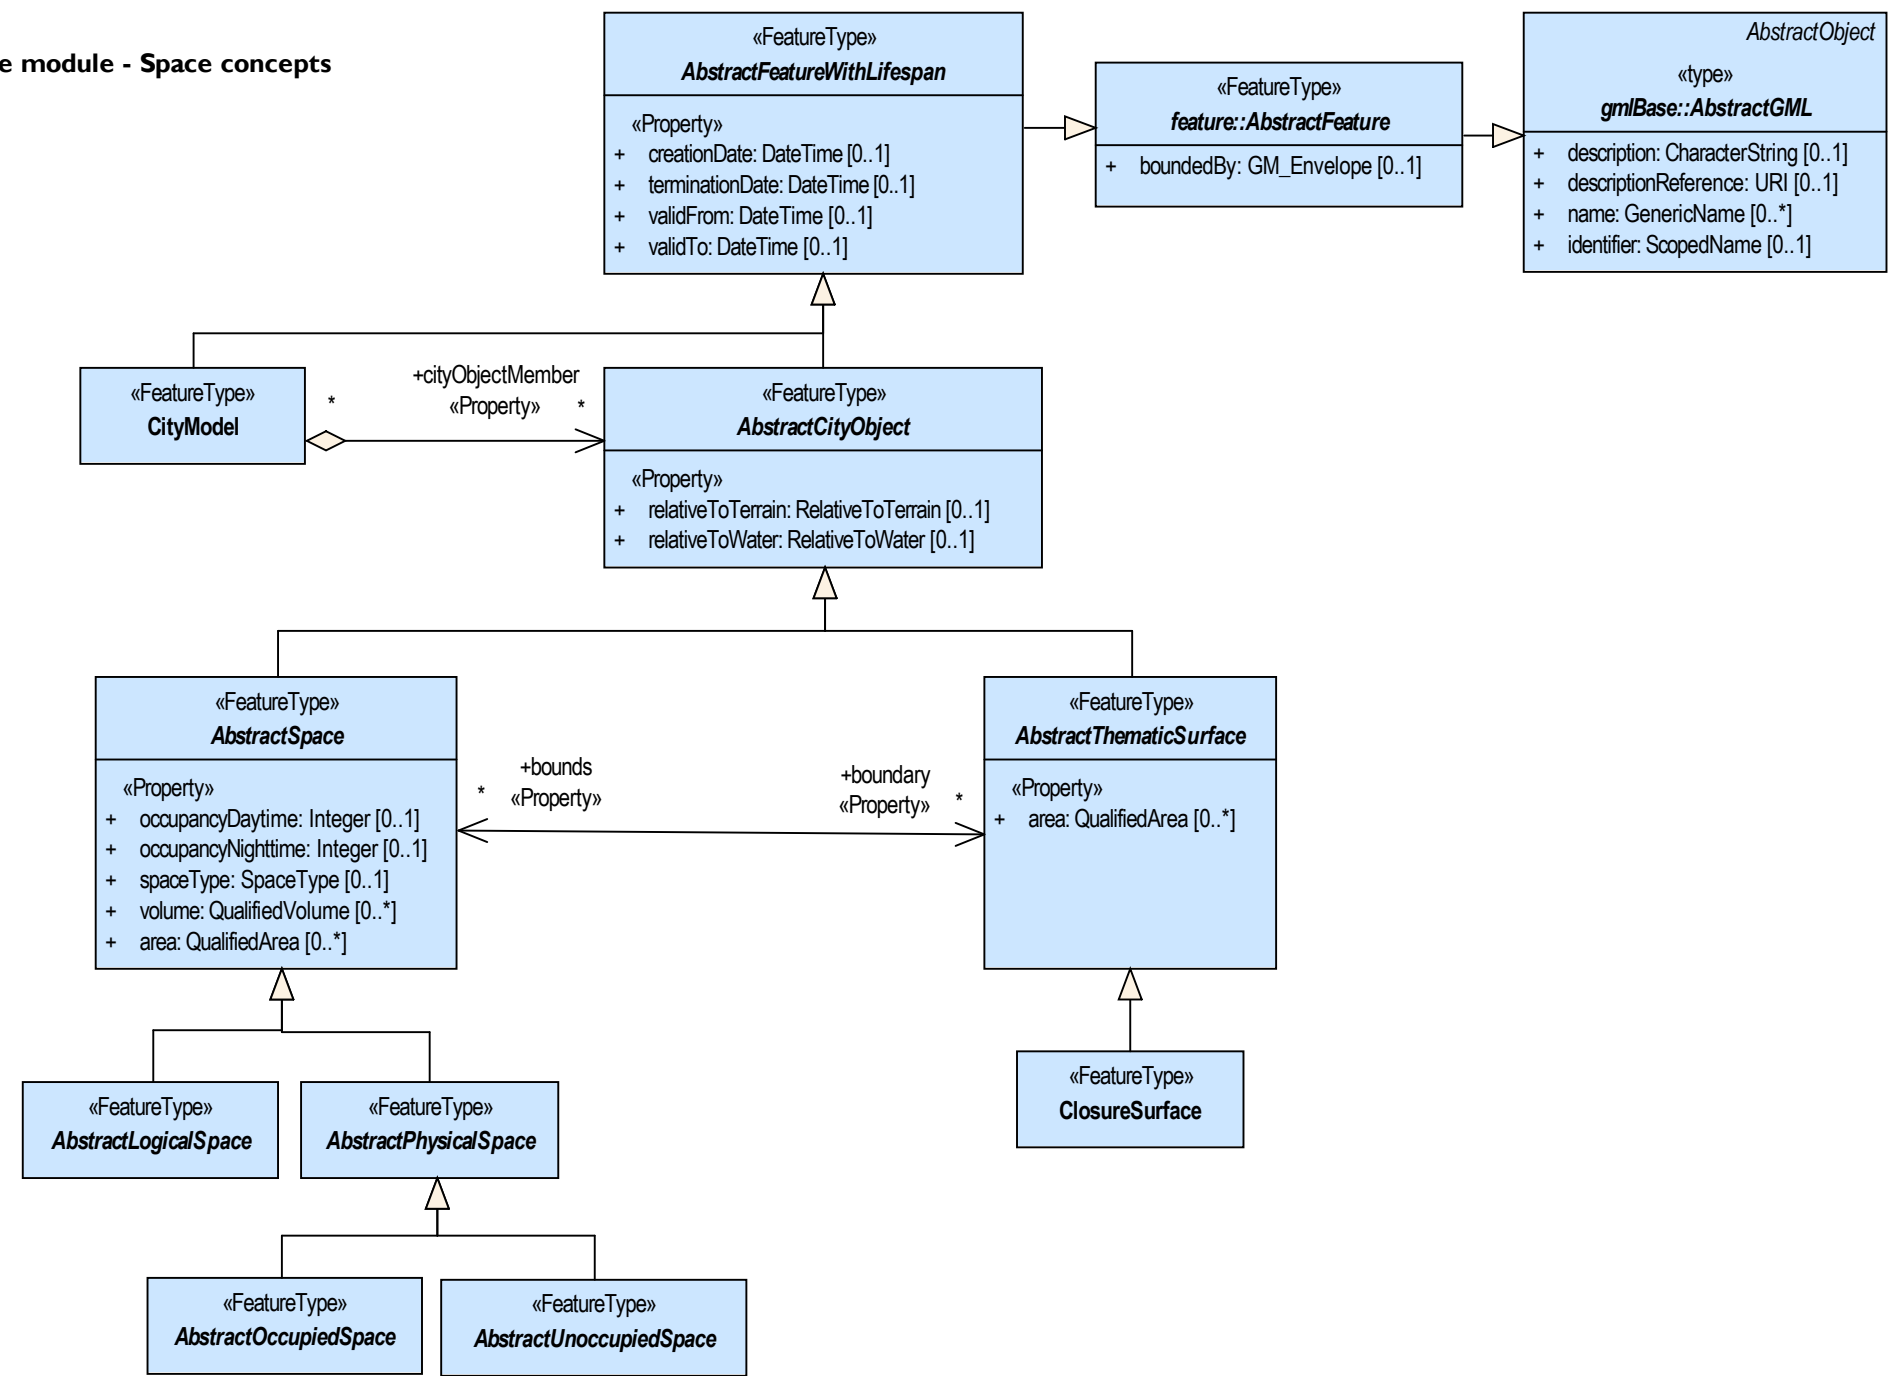 e module - Space concepts
«FeatureType»
AbstractFeatureWithLifespan
«Property»
+ creationDate: DateTime [0..1]
+ terminationDate: DateTime [0..1]
+ validFrom: DateTime [0..1]
+ validTo: DateTime [0..1]
«FeatureType»
feature::AbstractFeature
+ boundedBy: GM_Envelope [0..1]
AbstractObject
«type»
gmlBase::AbstractGML
+ description: CharacterString [0..1]
+ descriptionReference: URI [0..1]
+ name: GenericName [0..*]
+ identifier: ScopedName [0..1]
«FeatureType»
CityModel
*
+cityObjectMember
«Property»
*
«FeatureType»
AbstractCityObject
«Property»
+ relativeToTerrain: RelativeToTerrain [0..1]
+ relativeToWater: RelativeToWater [0..1]
«FeatureType»
AbstractSpace
«Property»
+ occupancyDaytime: Integer [0..1]
+ occupancyNighttime: Integer [0..1]
+ spaceType: SpaceType [0..1]
+ volume: QualifiedVolume [0..*]
+ area: QualifiedArea [0..*]
+bounds
* «Property»
+boundary
«Property» *
«FeatureType»
AbstractThematicSurface
«Property»
+ area: QualifiedArea [0..*]
«FeatureType»
AbstractLogicalSpace
«FeatureType»
AbstractPhysicalSpace
«FeatureType»
ClosureSurface
«FeatureType»
AbstractOccupiedSpace
«FeatureType»
AbstractUnoccupiedSpace